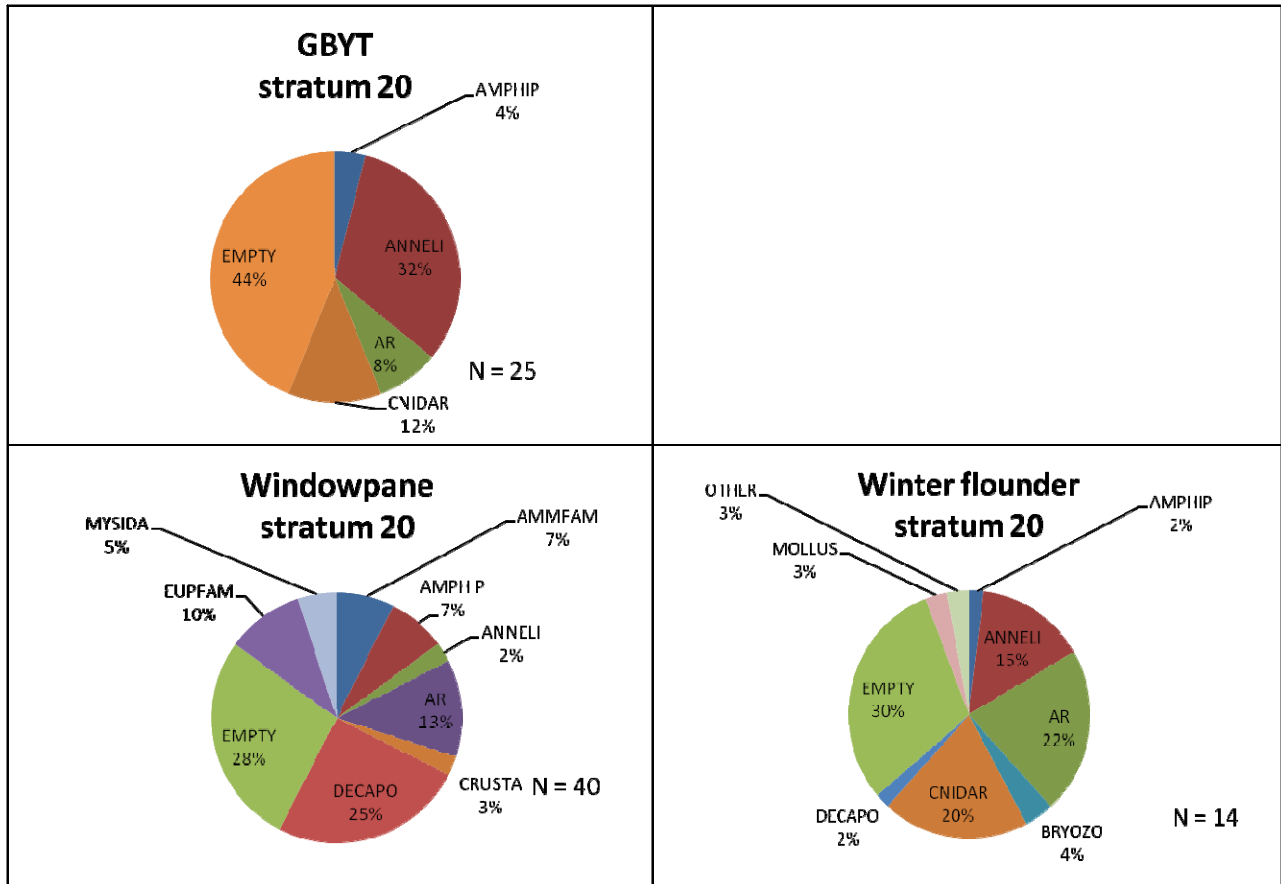 GBYT
stratum 20
AMPHIP
4%
ANNELI
32%
AR
8%
CNIDAR
12%
EMPTY
44%
N = 25
Windowpane
stratum 20
AMMFAM
7%
AMPHIP
7%
ANNELI
2%
AR
13%
CRUSTA
3%
DECAPO
25%
EMPTY
28%
EUPFAM
10%
MYSIDA
5%
N = 40
Winter flounder
stratum 20
AMPHIP
2%
ANNELI
15%
AR
22%
BRYOZO
4%
CNIDAR
20%
DECAPO
2%
EMPTY
30%
MOLLUS
3%
OTHER
3%
N = 14